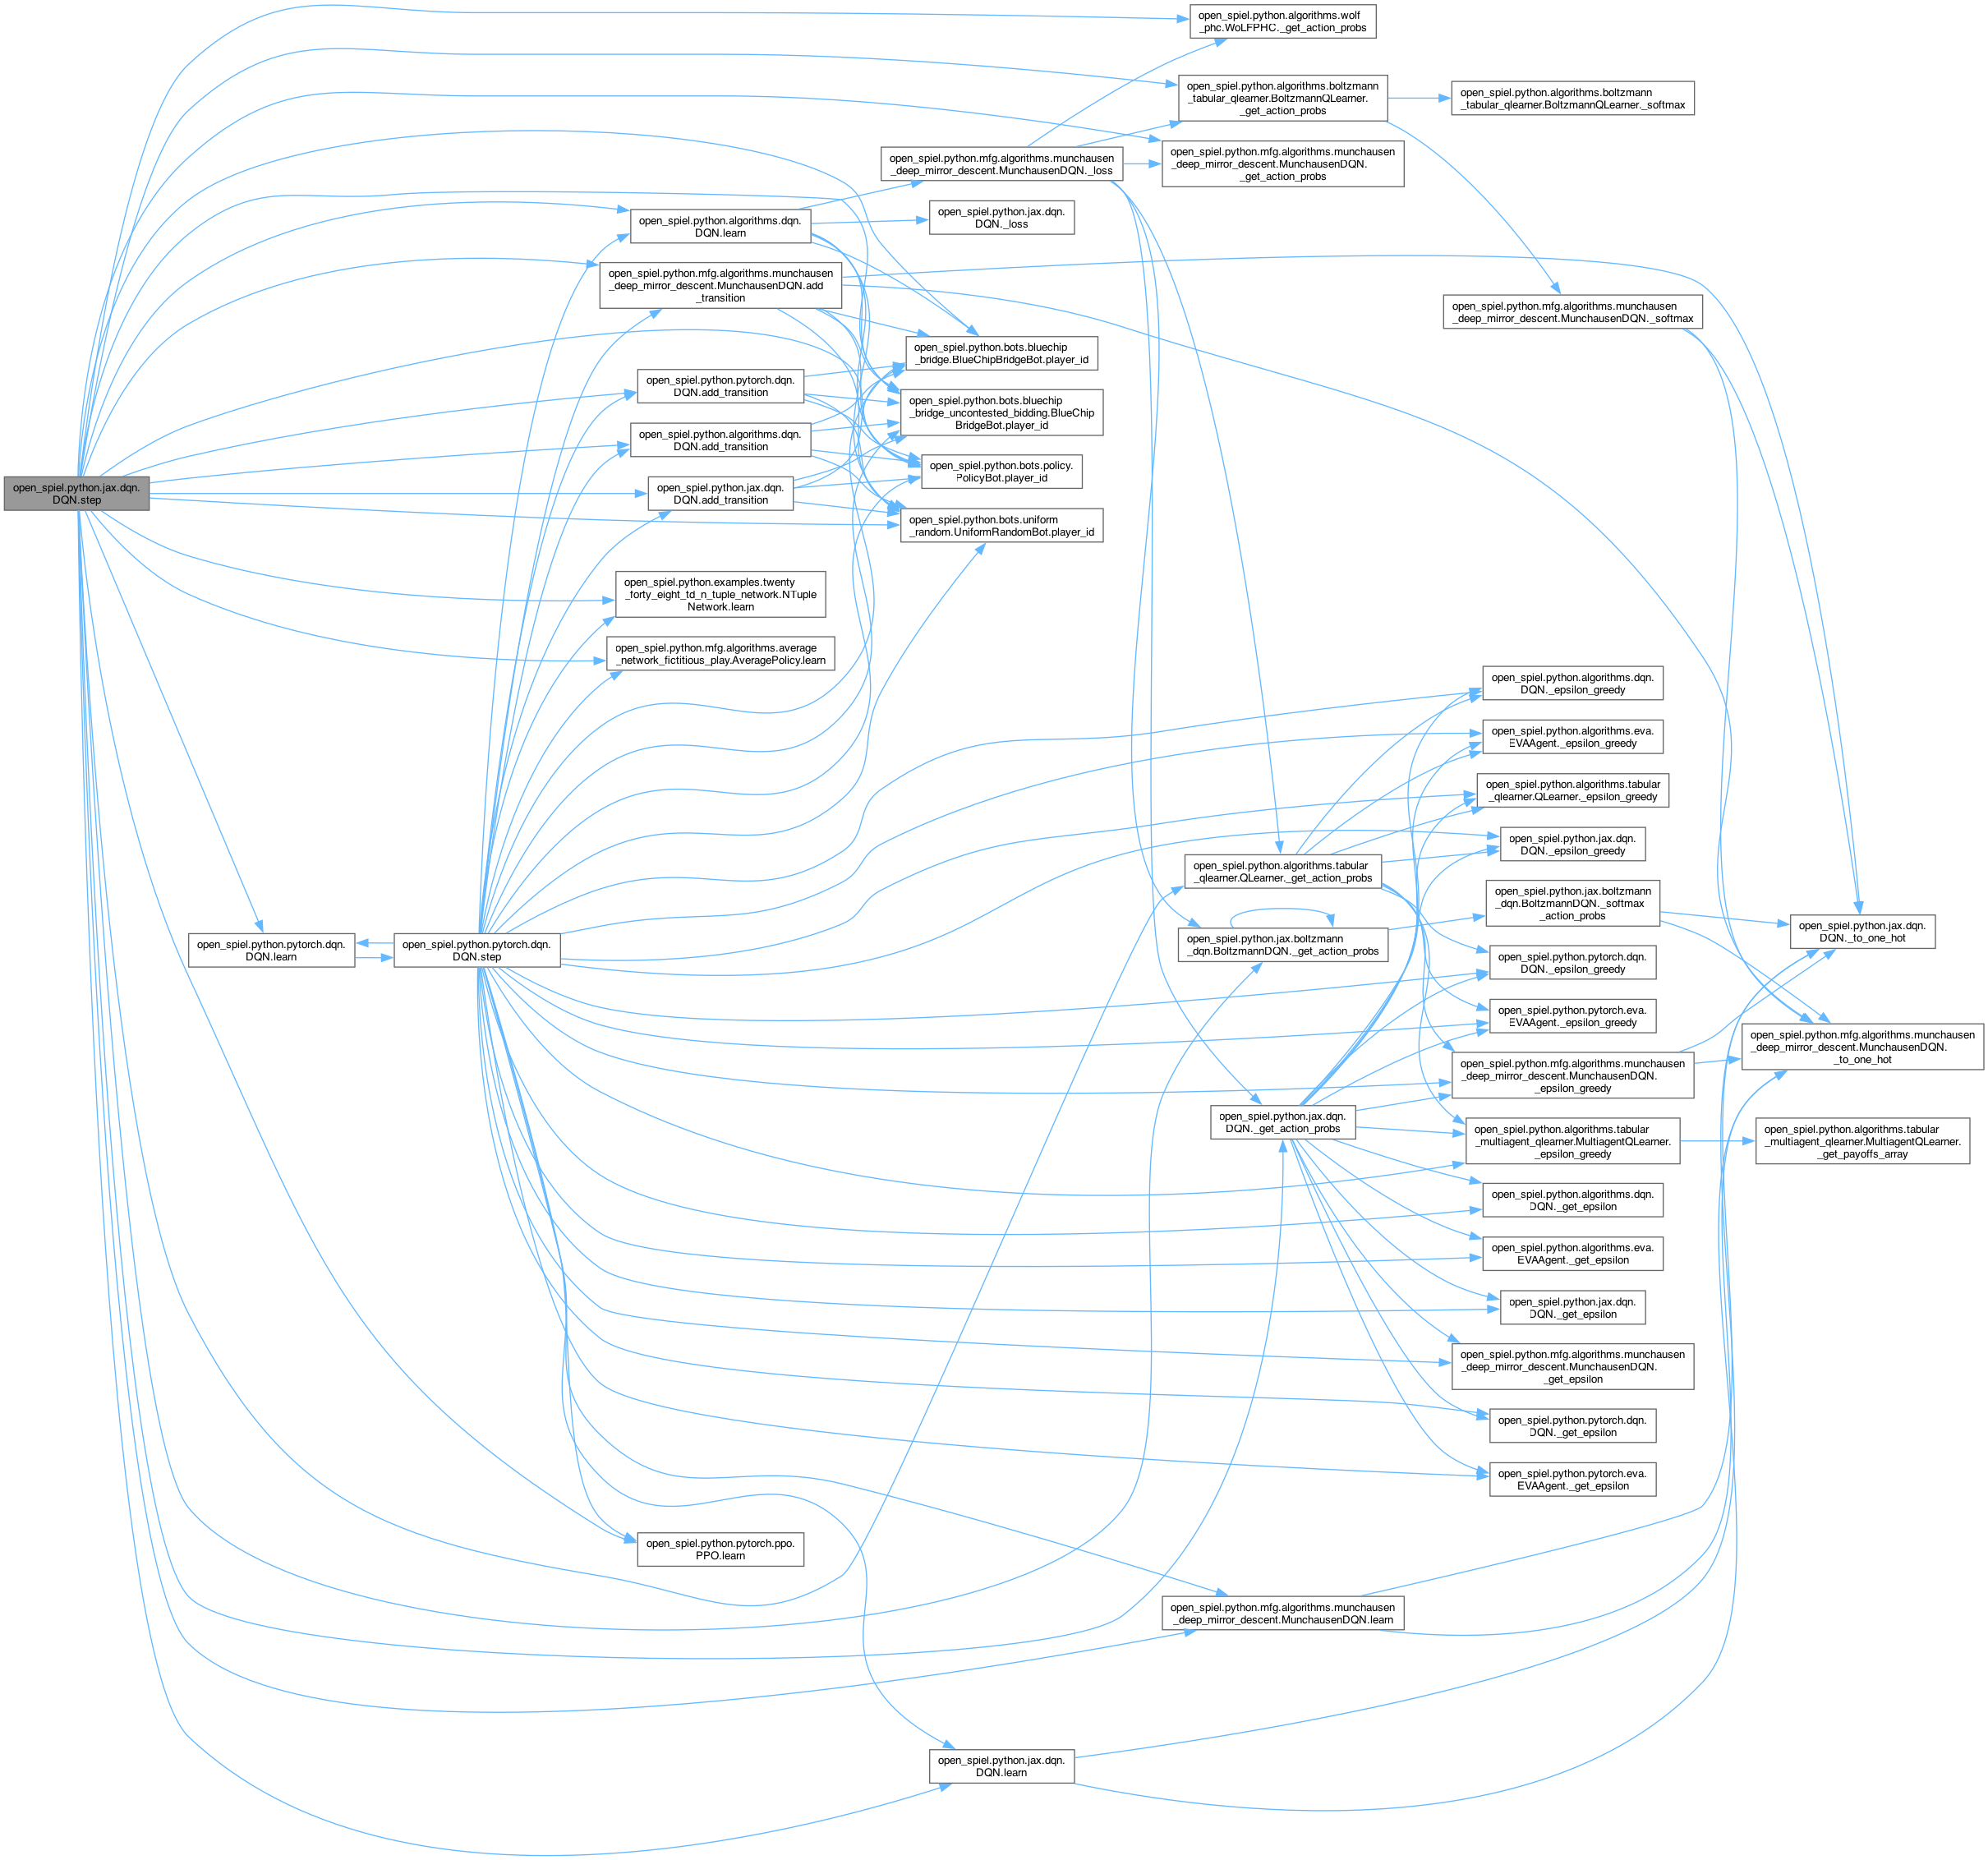 open_spiel.python.jax.dqn.
DQN.step
open_spiel.python.pytorch.dqn.
DQN.learn
open_spiel.python.pytorch.dqn.
DQN.step
open_spiel.python.algorithms.dqn.
DQN.learn
open_spiel.python.mfg.algorithms.munchausen
_deep_mirror_descent.MunchausenDQN.add
_transition
open_spiel.python.pytorch.dqn.
DQN.add_transition
open_spiel.python.algorithms.dqn.
DQN.add_transition
open_spiel.python.jax.dqn.
DQN.add_transition
open_spiel.python.examples.twenty
_forty_eight_td_n_tuple_network.NTuple
Network.learn
open_spiel.python.mfg.algorithms.average
_network_fictitious_play.AveragePolicy.learn
open_spiel.python.pytorch.ppo.
PPO.learn
open_spiel.python.mfg.algorithms.munchausen
_deep_mirror_descent.MunchausenDQN._loss
open_spiel.python.jax.dqn.
DQN._loss
open_spiel.python.bots.bluechip
_bridge.BlueChipBridgeBot.player_id
open_spiel.python.bots.bluechip
_bridge_uncontested_bidding.BlueChip
BridgeBot.player_id
open_spiel.python.bots.policy.
PolicyBot.player_id
open_spiel.python.bots.uniform
_random.UniformRandomBot.player_id
open_spiel.python.jax.dqn.
DQN.learn
open_spiel.python.algorithms.wolf
_phc.WoLFPHC._get_action_probs
open_spiel.python.algorithms.boltzmann
_tabular_qlearner.BoltzmannQLearner.
_get_action_probs
open_spiel.python.mfg.algorithms.munchausen
_deep_mirror_descent.MunchausenDQN.
_get_action_probs
open_spiel.python.algorithms.tabular
_qlearner.QLearner._get_action_probs
open_spiel.python.jax.boltzmann
_dqn.BoltzmannDQN._get_action_probs
open_spiel.python.jax.dqn.
DQN._get_action_probs
open_spiel.python.mfg.algorithms.munchausen
_deep_mirror_descent.MunchausenDQN.learn
open_spiel.python.algorithms.boltzmann
_tabular_qlearner.BoltzmannQLearner._softmax
open_spiel.python.mfg.algorithms.munchausen
_deep_mirror_descent.MunchausenDQN._softmax
open_spiel.python.algorithms.dqn.
DQN._epsilon_greedy
open_spiel.python.algorithms.eva.
EVAAgent._epsilon_greedy
open_spiel.python.algorithms.tabular
_qlearner.QLearner._epsilon_greedy
open_spiel.python.jax.dqn.
DQN._epsilon_greedy
open_spiel.python.jax.boltzmann
_dqn.BoltzmannDQN._softmax
_action_probs
open_spiel.python.pytorch.dqn.
DQN._epsilon_greedy
open_spiel.python.pytorch.eva.
EVAAgent._epsilon_greedy
open_spiel.python.mfg.algorithms.munchausen
_deep_mirror_descent.MunchausenDQN.
_epsilon_greedy
open_spiel.python.algorithms.tabular
_multiagent_qlearner.MultiagentQLearner.
_epsilon_greedy
open_spiel.python.algorithms.dqn.
DQN._get_epsilon
open_spiel.python.algorithms.eva.
EVAAgent._get_epsilon
open_spiel.python.jax.dqn.
DQN._get_epsilon
open_spiel.python.mfg.algorithms.munchausen
_deep_mirror_descent.MunchausenDQN.
_get_epsilon
open_spiel.python.pytorch.dqn.
DQN._get_epsilon
open_spiel.python.pytorch.eva.
EVAAgent._get_epsilon
open_spiel.python.jax.dqn.
DQN._to_one_hot
open_spiel.python.mfg.algorithms.munchausen
_deep_mirror_descent.MunchausenDQN.
_to_one_hot
open_spiel.python.algorithms.tabular
_multiagent_qlearner.MultiagentQLearner.
_get_payoffs_array